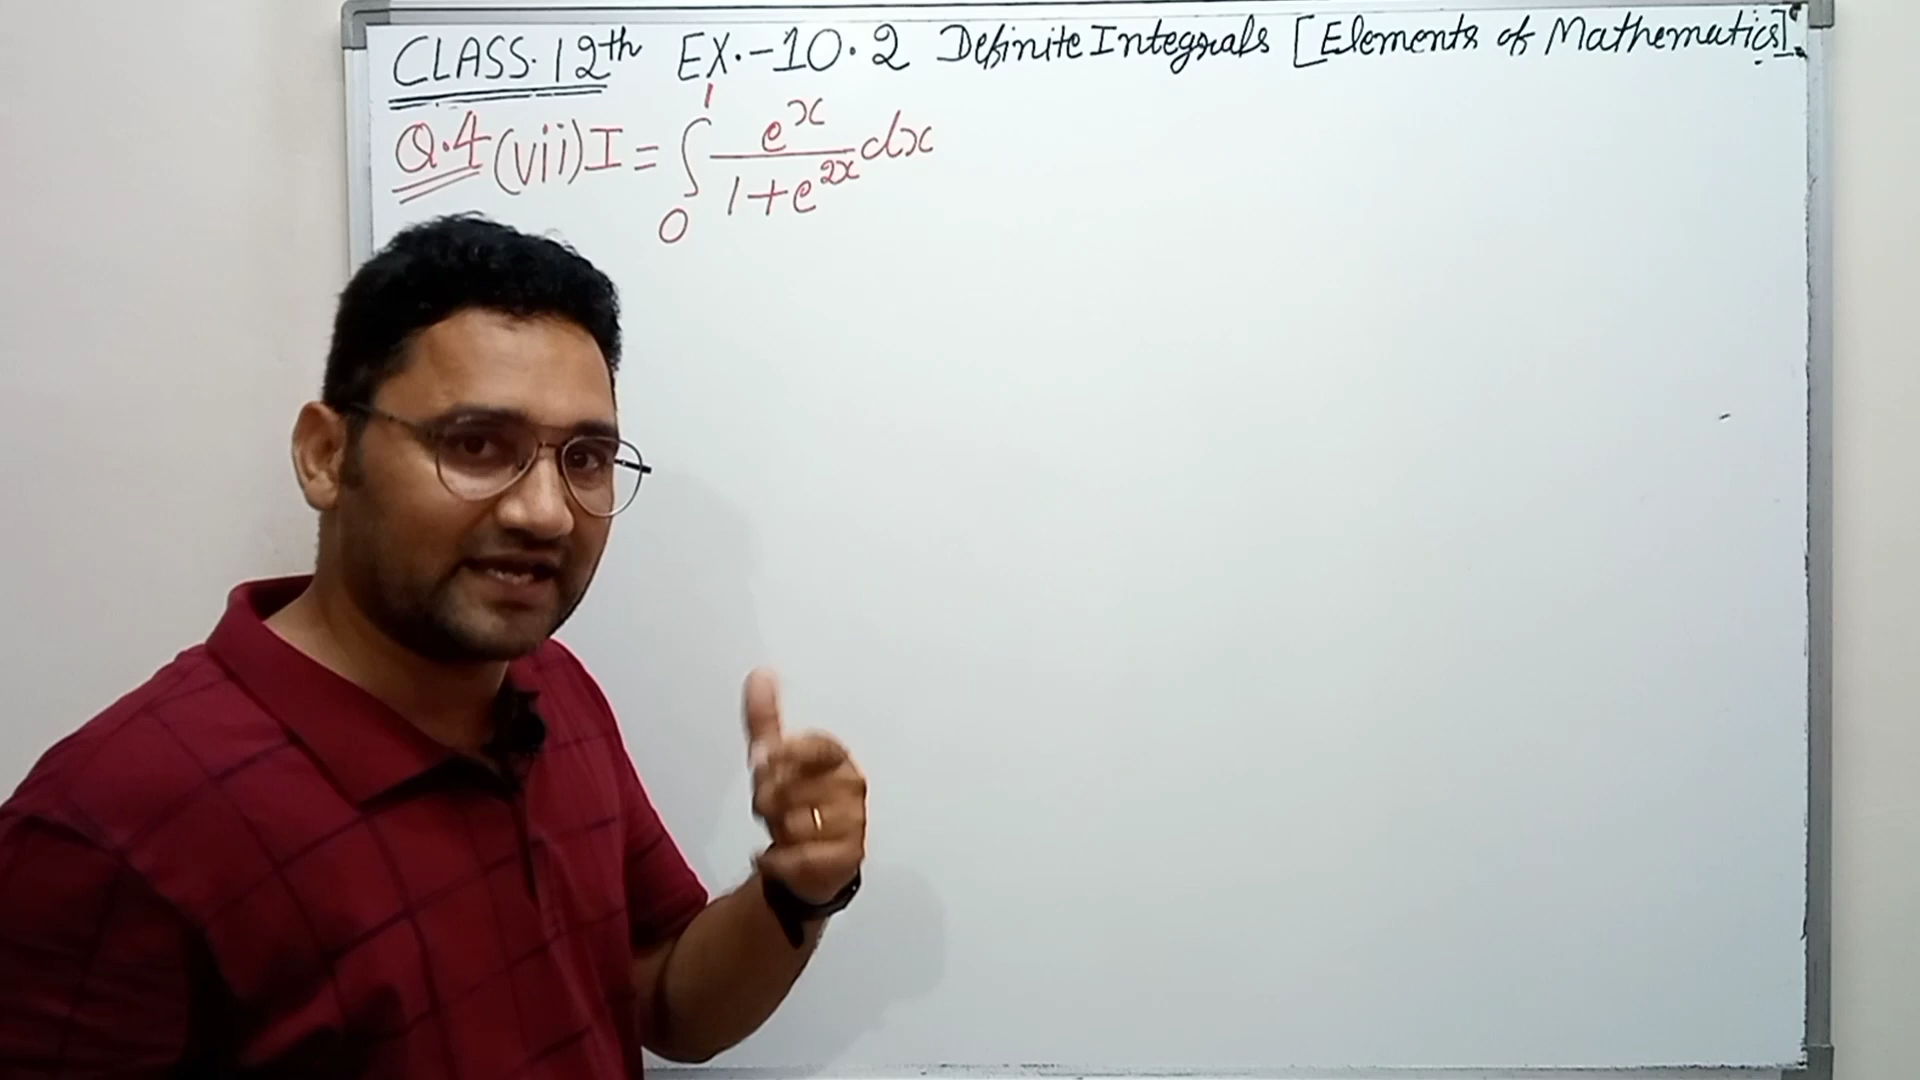 CLASS.12th EX.-10.2 Definite Integrals [Elements of Mathematics]
Q.4 (vii) I = ∫₀¹ eˣ/(1+e²ˣ) dx